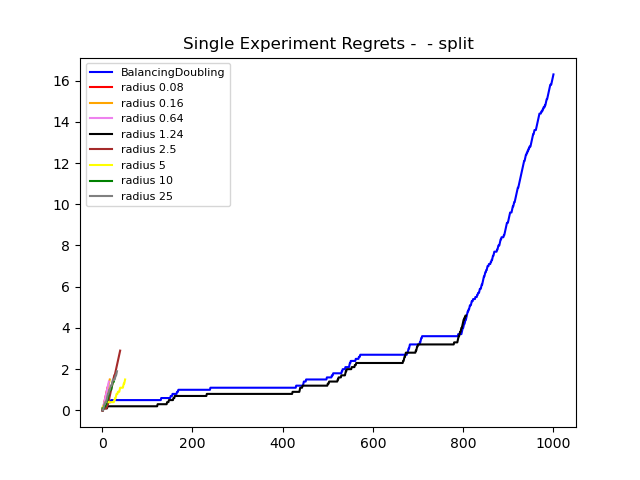 Single Experiment Regrets -  - split
BalancingDoubling
radius 0.08
radius 0.16
radius 0.64
radius 1.24
radius 2.5
radius 5
radius 10
radius 25
16
14
12
10
8
6
4
2
0
0 200 400 600 800 1000